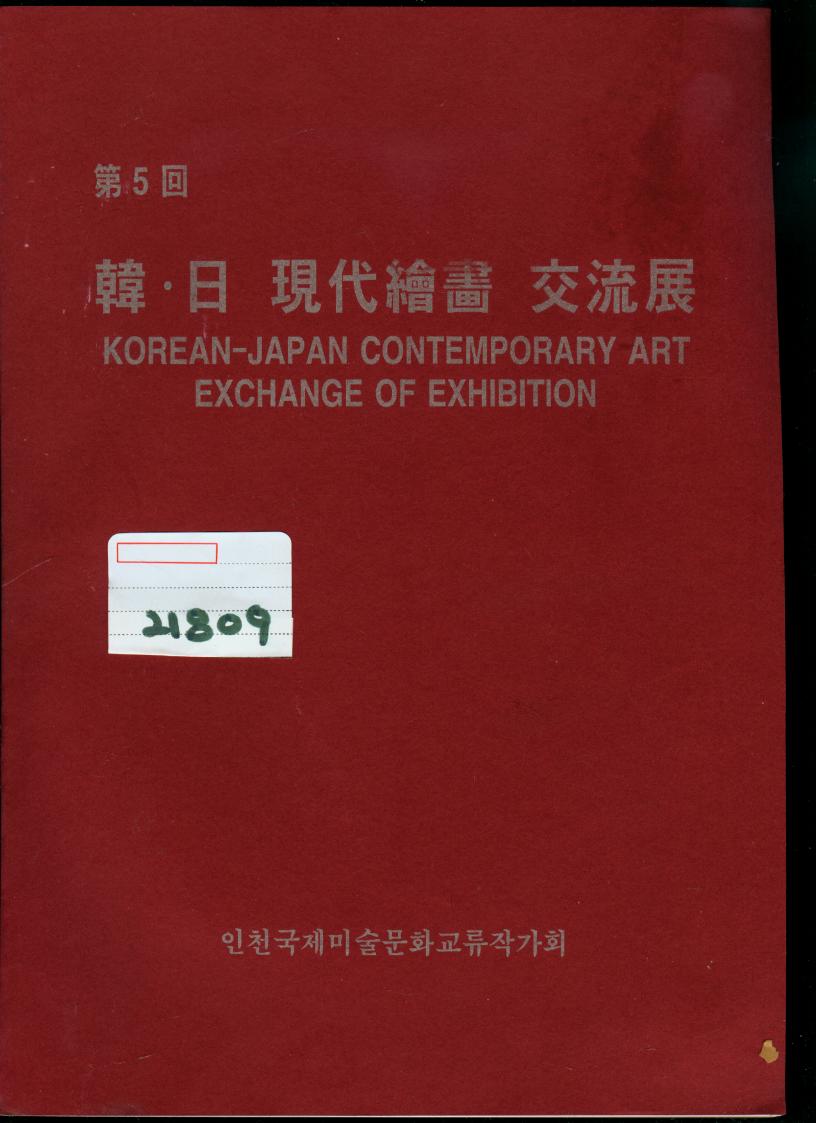 第 5 回
韓·日 現代繪畫 交流展
KOREAN-JAPAN CONTEMPORARY ART
EXCHANGE OF EXHIBITION
21809
인천국제미술문화교류작가회